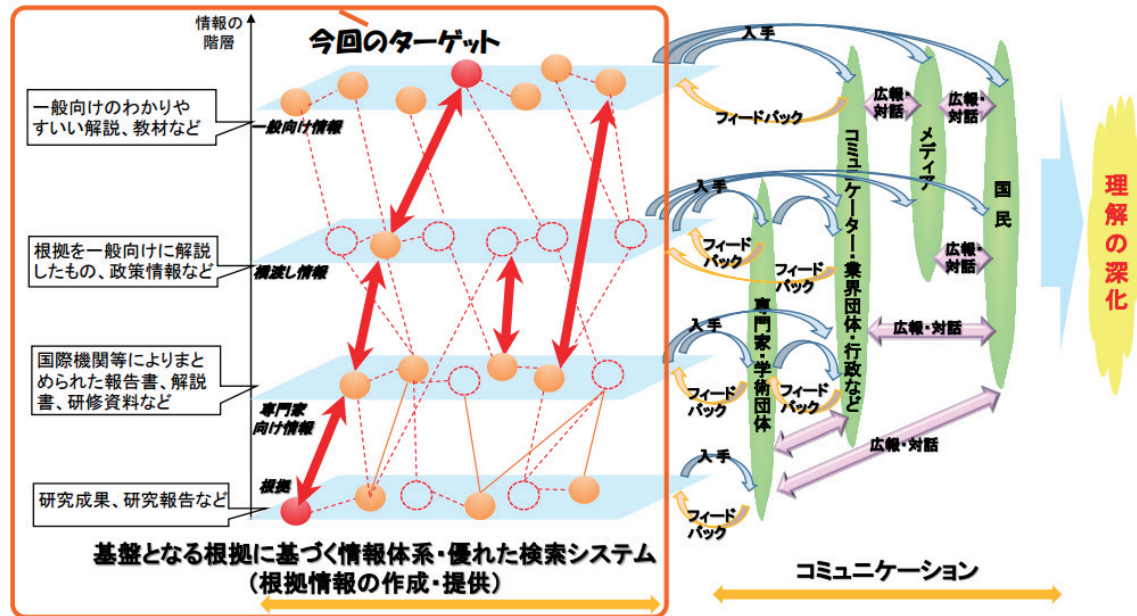 情報の
階層
今回のターゲット
一般向けのわかりや
すいい解説、教材など
一般向け情報
根拠を一般向けに解説
したもの、政策情報など
橋渡し情報
国際機関等によりまと
められた報告書、解説
書、研修資料など
専門家
向け情報
研究成果、研究報告など
根拠
基盤となる根拠に基づく情報体系・優れた検索システム
（根拠情報の作成・提供）
入手
フィードバック
広報・
対話
広報・
対話
コミュニケーター・業界団体・行政など
メディア
国民
理解の深化
入手
フィード
バック
フィード
バック
広報・
対話
専門家・学術団体
入手
フィード
バック
フィード
バック
広報・対話
広報・対話
入手
フィード
バック
コミュニケーション